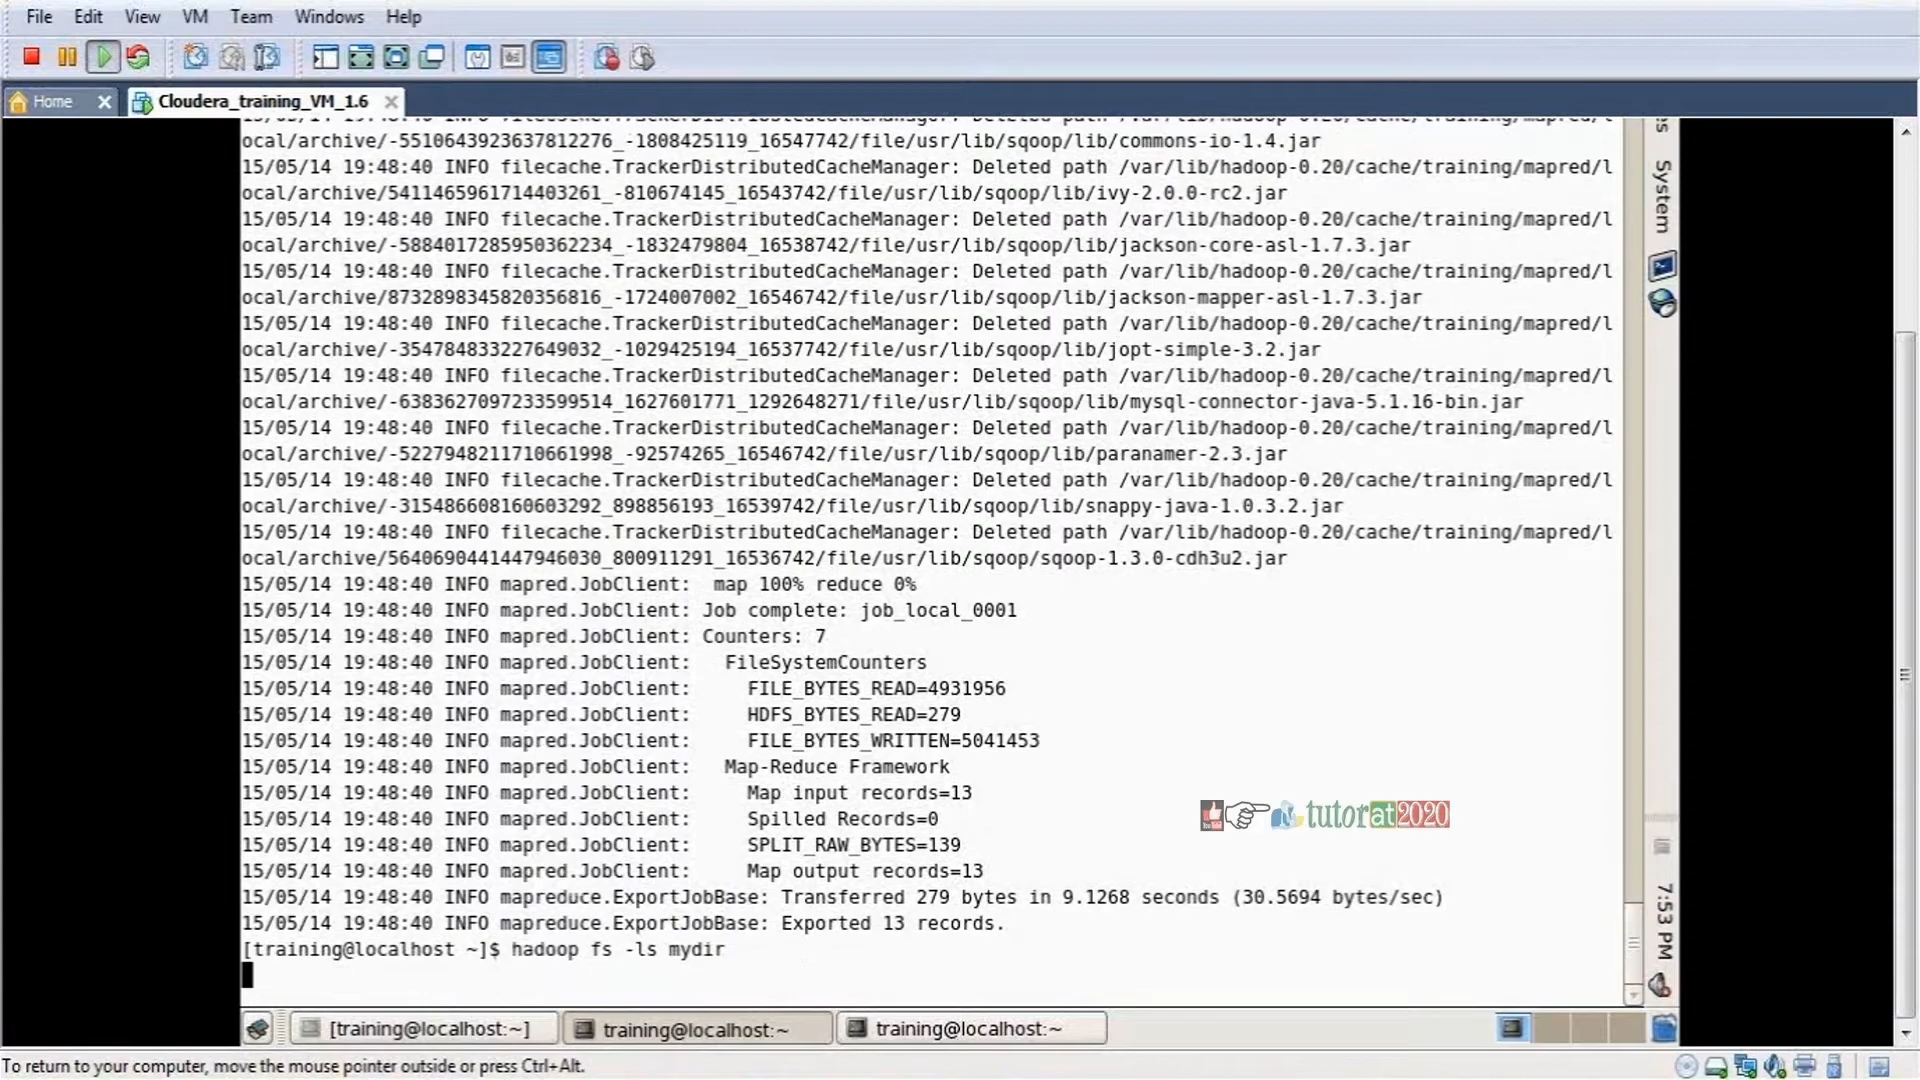 File Edit View VM Team Windows Help
Home
Cloudera_training_VM_1.6
ocal/archive/-5510643923637812276_-1808425119_16547742/file/usr/lib/sqoop/lib/commons-io-1.4.jar
15/05/14 19:48:40 INFO filecache.TrackerDistributedCacheManager: Deleted path /var/lib/hadoop-0.20/cache/training/mapred/l
ocal/archive/5411465961714403261_-810674145_16543742/file/usr/lib/sqoop/lib/ivy-2.0.0-rc2.jar
15/05/14 19:48:40 INFO filecache.TrackerDistributedCacheManager: Deleted path /var/lib/hadoop-0.20/cache/training/mapred/l
ocal/archive/-5884017285950362234_-1832479804_16538742/file/usr/lib/sqoop/lib/jackson-core-asl-1.7.3.jar
15/05/14 19:48:40 INFO filecache.TrackerDistributedCacheManager: Deleted path /var/lib/hadoop-0.20/cache/training/mapred/l
ocal/archive/8732898345820356816_-1724007002_16546742/file/usr/lib/sqoop/lib/jackson-mapper-asl-1.7.3.jar
15/05/14 19:48:40 INFO filecache.TrackerDistributedCacheManager: Deleted path /var/lib/hadoop-0.20/cache/training/mapred/l
ocal/archive/-354784833227649032_-1029425194_16537742/file/usr/lib/sqoop/lib/jopt-simple-3.2.jar
15/05/14 19:48:40 INFO filecache.TrackerDistributedCacheManager: Deleted path /var/lib/hadoop-0.20/cache/training/mapred/l
ocal/archive/-6383627097233599514_1627601771_1292648271/file/usr/lib/sqoop/lib/mysql-connector-java-5.1.16-bin.jar
15/05/14 19:48:40 INFO filecache.TrackerDistributedCacheManager: Deleted path /var/lib/hadoop-0.20/cache/training/mapred/l
ocal/archive/-5227948211710661998_-92574265_16546742/file/usr/lib/sqoop/lib/paranamer-2.3.jar
15/05/14 19:48:40 INFO filecache.TrackerDistributedCacheManager: Deleted path /var/lib/hadoop-0.20/cache/training/mapred/l
ocal/archive/-315486608160603292_898856193_16539742/file/usr/lib/sqoop/lib/snappy-java-1.0.3.2.jar
15/05/14 19:48:40 INFO filecache.TrackerDistributedCacheManager: Deleted path /var/lib/hadoop-0.20/cache/training/mapred/l
ocal/archive/5640690441447946030_800911291_16536742/file/usr/lib/sqoop/sqoop-1.3.0-cdh3u2.jar
15/05/14 19:48:40 INFO mapred.JobClient:  map 100% reduce 0%
15/05/14 19:48:40 INFO mapred.JobClient: Job complete: job_local_0001
15/05/14 19:48:40 INFO mapred.JobClient: Counters: 7
15/05/14 19:48:40 INFO mapred.JobClient:   FileSystemCounters
15/05/14 19:48:40 INFO mapred.JobClient:     FILE_BYTES_READ=4931956
15/05/14 19:48:40 INFO mapred.JobClient:     HDFS_BYTES_READ=279
15/05/14 19:48:40 INFO mapred.JobClient:     FILE_BYTES_WRITTEN=5041453
15/05/14 19:48:40 INFO mapred.JobClient:   Map-Reduce Framework
15/05/14 19:48:40 INFO mapred.JobClient:     Map input records=13
15/05/14 19:48:40 INFO mapred.JobClient:     Spilled Records=0
15/05/14 19:48:40 INFO mapred.JobClient:     SPLIT_RAW_BYTES=139
15/05/14 19:48:40 INFO mapred.JobClient:     Map output records=13
15/05/14 19:48:40 INFO mapreduce.ExportJobBase: Transferred 279 bytes in 9.1268 seconds (30.5694 bytes/sec)
15/05/14 19:48:40 INFO mapreduce.ExportJobBase: Exported 13 records.
[training@localhost ~]$ hadoop fs -ls mydir
tutorat2020
System
7:53 PM
[training@localhost:~]
training@localhost:~
training@localhost:~
To return to your computer, move the mouse pointer outside or press Ctrl+Alt.